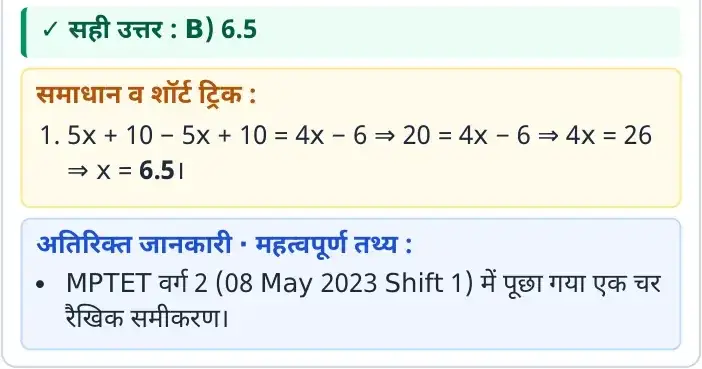 ✓ सही उत्तर : B) 6.5
समाधान व शॉर्ट ट्रिक :
1. 5x + 10 − 5x + 10 = 4x − 6 ⇒ 20 = 4x − 6 ⇒ 4x = 26
⇒ x = 6.5।
अतिरिक्त जानकारी · महत्वपूर्ण तथ्य :
• MPTET वर्ग 2 (08 May 2023 Shift 1) में पूछा गया एक चर
रैखिक समीकरण।